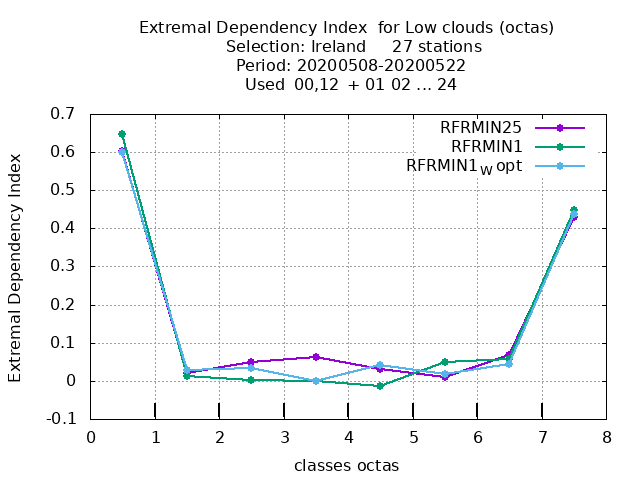 Extremal Dependency Index  for Low clouds (octas)
Selection: Ireland     27 stations
Period: 20200508-20200522
Used  00,12  + 01 02 ... 24
RFRMIN25
RFRMIN1
RFRMIN1w opt
Extremal Dependency Index
0.7
0.6
0.5
0.4
0.3
0.2
0.1
0
-0.1
0 1 2 3 4 5 6 7 8
classes octas